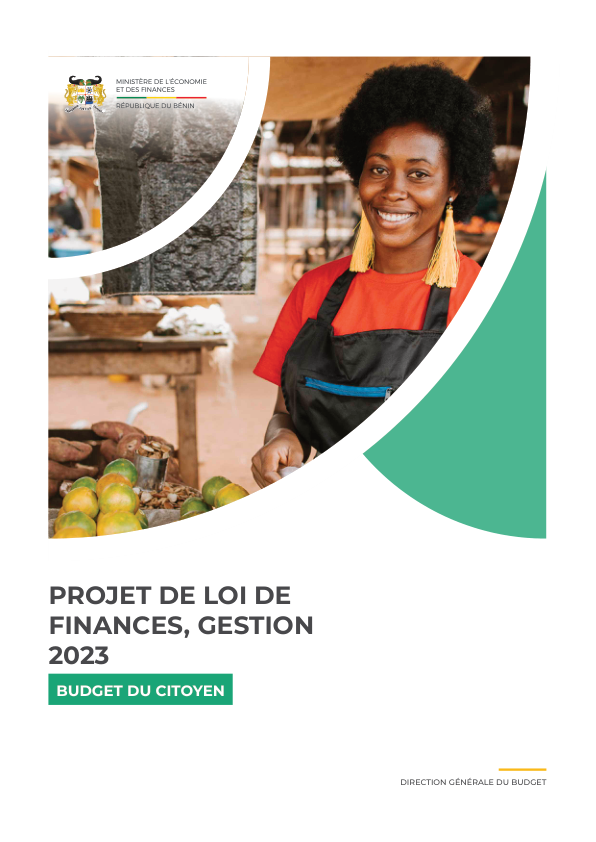 MINISTÈRE DE L'ÉCONOMIE
ET DES FINANCES
RÉPUBLIQUE DU BÉNIN
PROJET DE LOI DE
FINANCES, GESTION
2023
BUDGET DU CITOYEN
DIRECTION GÉNÉRALE DU BUDGET